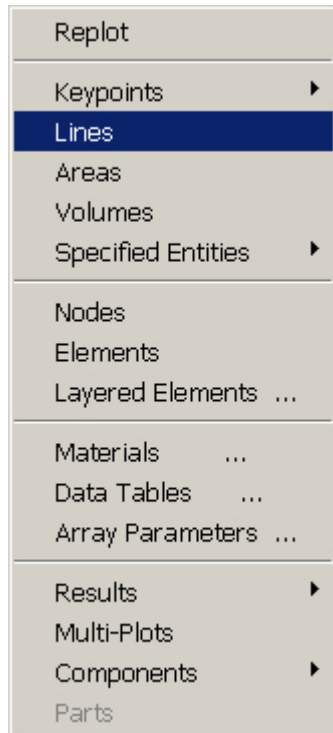 Replot
Keypoints
Lines
Areas
Volumes
Specified Entities
Nodes
Elements
Layered Elements ...
Materials ...
Data Tables ...
Array Parameters ...
Results
Multi-Plots
Components
Parts